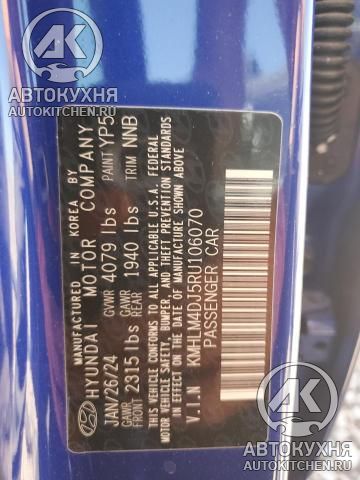 АК
АВТОКУХНЯ
AUTOKITCHEN.RU
MANUFACTURED IN KOREA BY
HYUNDAI MOTOR COMPANY
JAN/26/24 GVWR 4079 lbs PAINT YP5
GAWR FRONT 2315 lbs GAWR REAR 1940 lbs TRIM NNB
THIS VEHICLE CONFORMS TO ALL APPLICABLE U.S.A. FEDERAL
MOTOR VEHICLE SAFETY, BUMPER, AND THEFT PREVENTION STANDARDS
IN EFFECT ON THE DATE OF MANUFACTURE SHOWN ABOVE.
V.I.N KMHLM4DJ5RU106070
PASSENGER CAR
АК
АВТОКУХНЯ
AUTOKITCHEN.RU